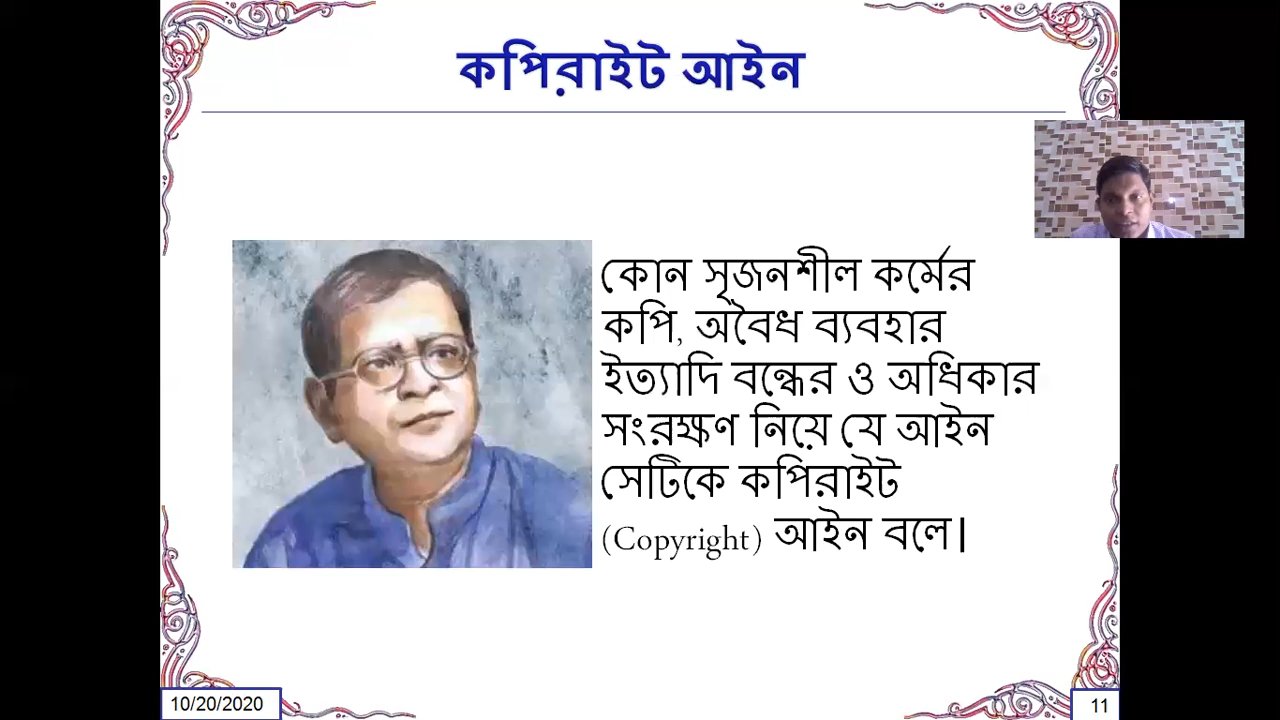 কপিরাইট আইন
কোন সৃজনশীল কর্মের
কপি, অবৈধ ব্যবহার
ইত্যাদি বন্ধের ও অধিকার
সংরক্ষণ নিয়ে যে আইন
সেটিকে কপিরাইট
(Copyright) আইন বলে।
10/20/2020
11